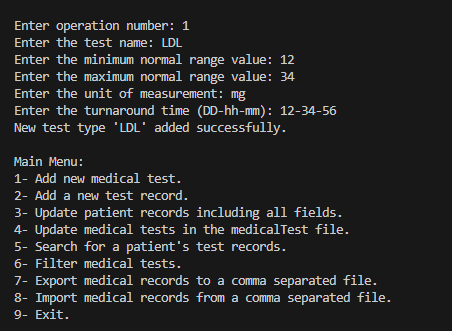 Enter operation number: 1
Enter the test name: LDL
Enter the minimum normal range value: 12
Enter the maximum normal range value: 34
Enter the unit of measurement: mg
Enter the turnaround time (DD-hh-mm): 12-34-56
New test type 'LDL' added successfully.

Main Menu:
1- Add new medical test.
2- Add a new test record.
3- Update patient records including all fields.
4- Update medical tests in the medicalTest file.
5- Search for a patient's test records.
6- Filter medical tests.
7- Export medical records to a comma separated file.
8- Import medical records from a comma separated file.
9- Exit.